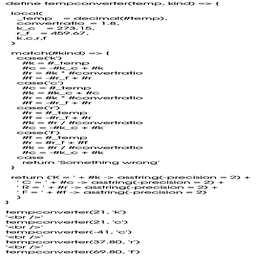 define tempconverter(temp, kind) => {
local(
_temp = decimal(#temp),
convertratio = 1.8,
k_c = 273.15,
r_f = 459.67,
k,c,r,f
)
match(#kind) => {
case('k')
#k = #_temp
#c = -#k_c + #k
#r = #k * #convertratio
#f = -#r_f + #r
case('c')
#c = #_temp
#k = #k_c + #c
#r = #k * #convertratio
#f = -#r_f + #r
case('r')
#r = #_temp
#f = -#r_f + #r
#k = #r / #convertratio
#c = -#k_c + #k
case('f')
#f = #_temp
#r = #r_f + #f
#k = #r / #convertratio
#c = -#k_c + #k
case
return 'Something wrong'
}
return ('K = ' + #k -> asstring(-precision = 2) +
' C = ' + #c -> asstring(-precision = 2) +
' R = ' + #r -> asstring(-precision = 2) +
' F = ' + #f -> asstring(-precision = 2)
)
}
tempconverter(21, 'k')
'<br />'
tempconverter(21, 'c')
'<br />'
tempconverter(-41, 'c')
'<br />'
tempconverter(37.80, 'r')
'<br />'
tempconverter(69.80, 'f')